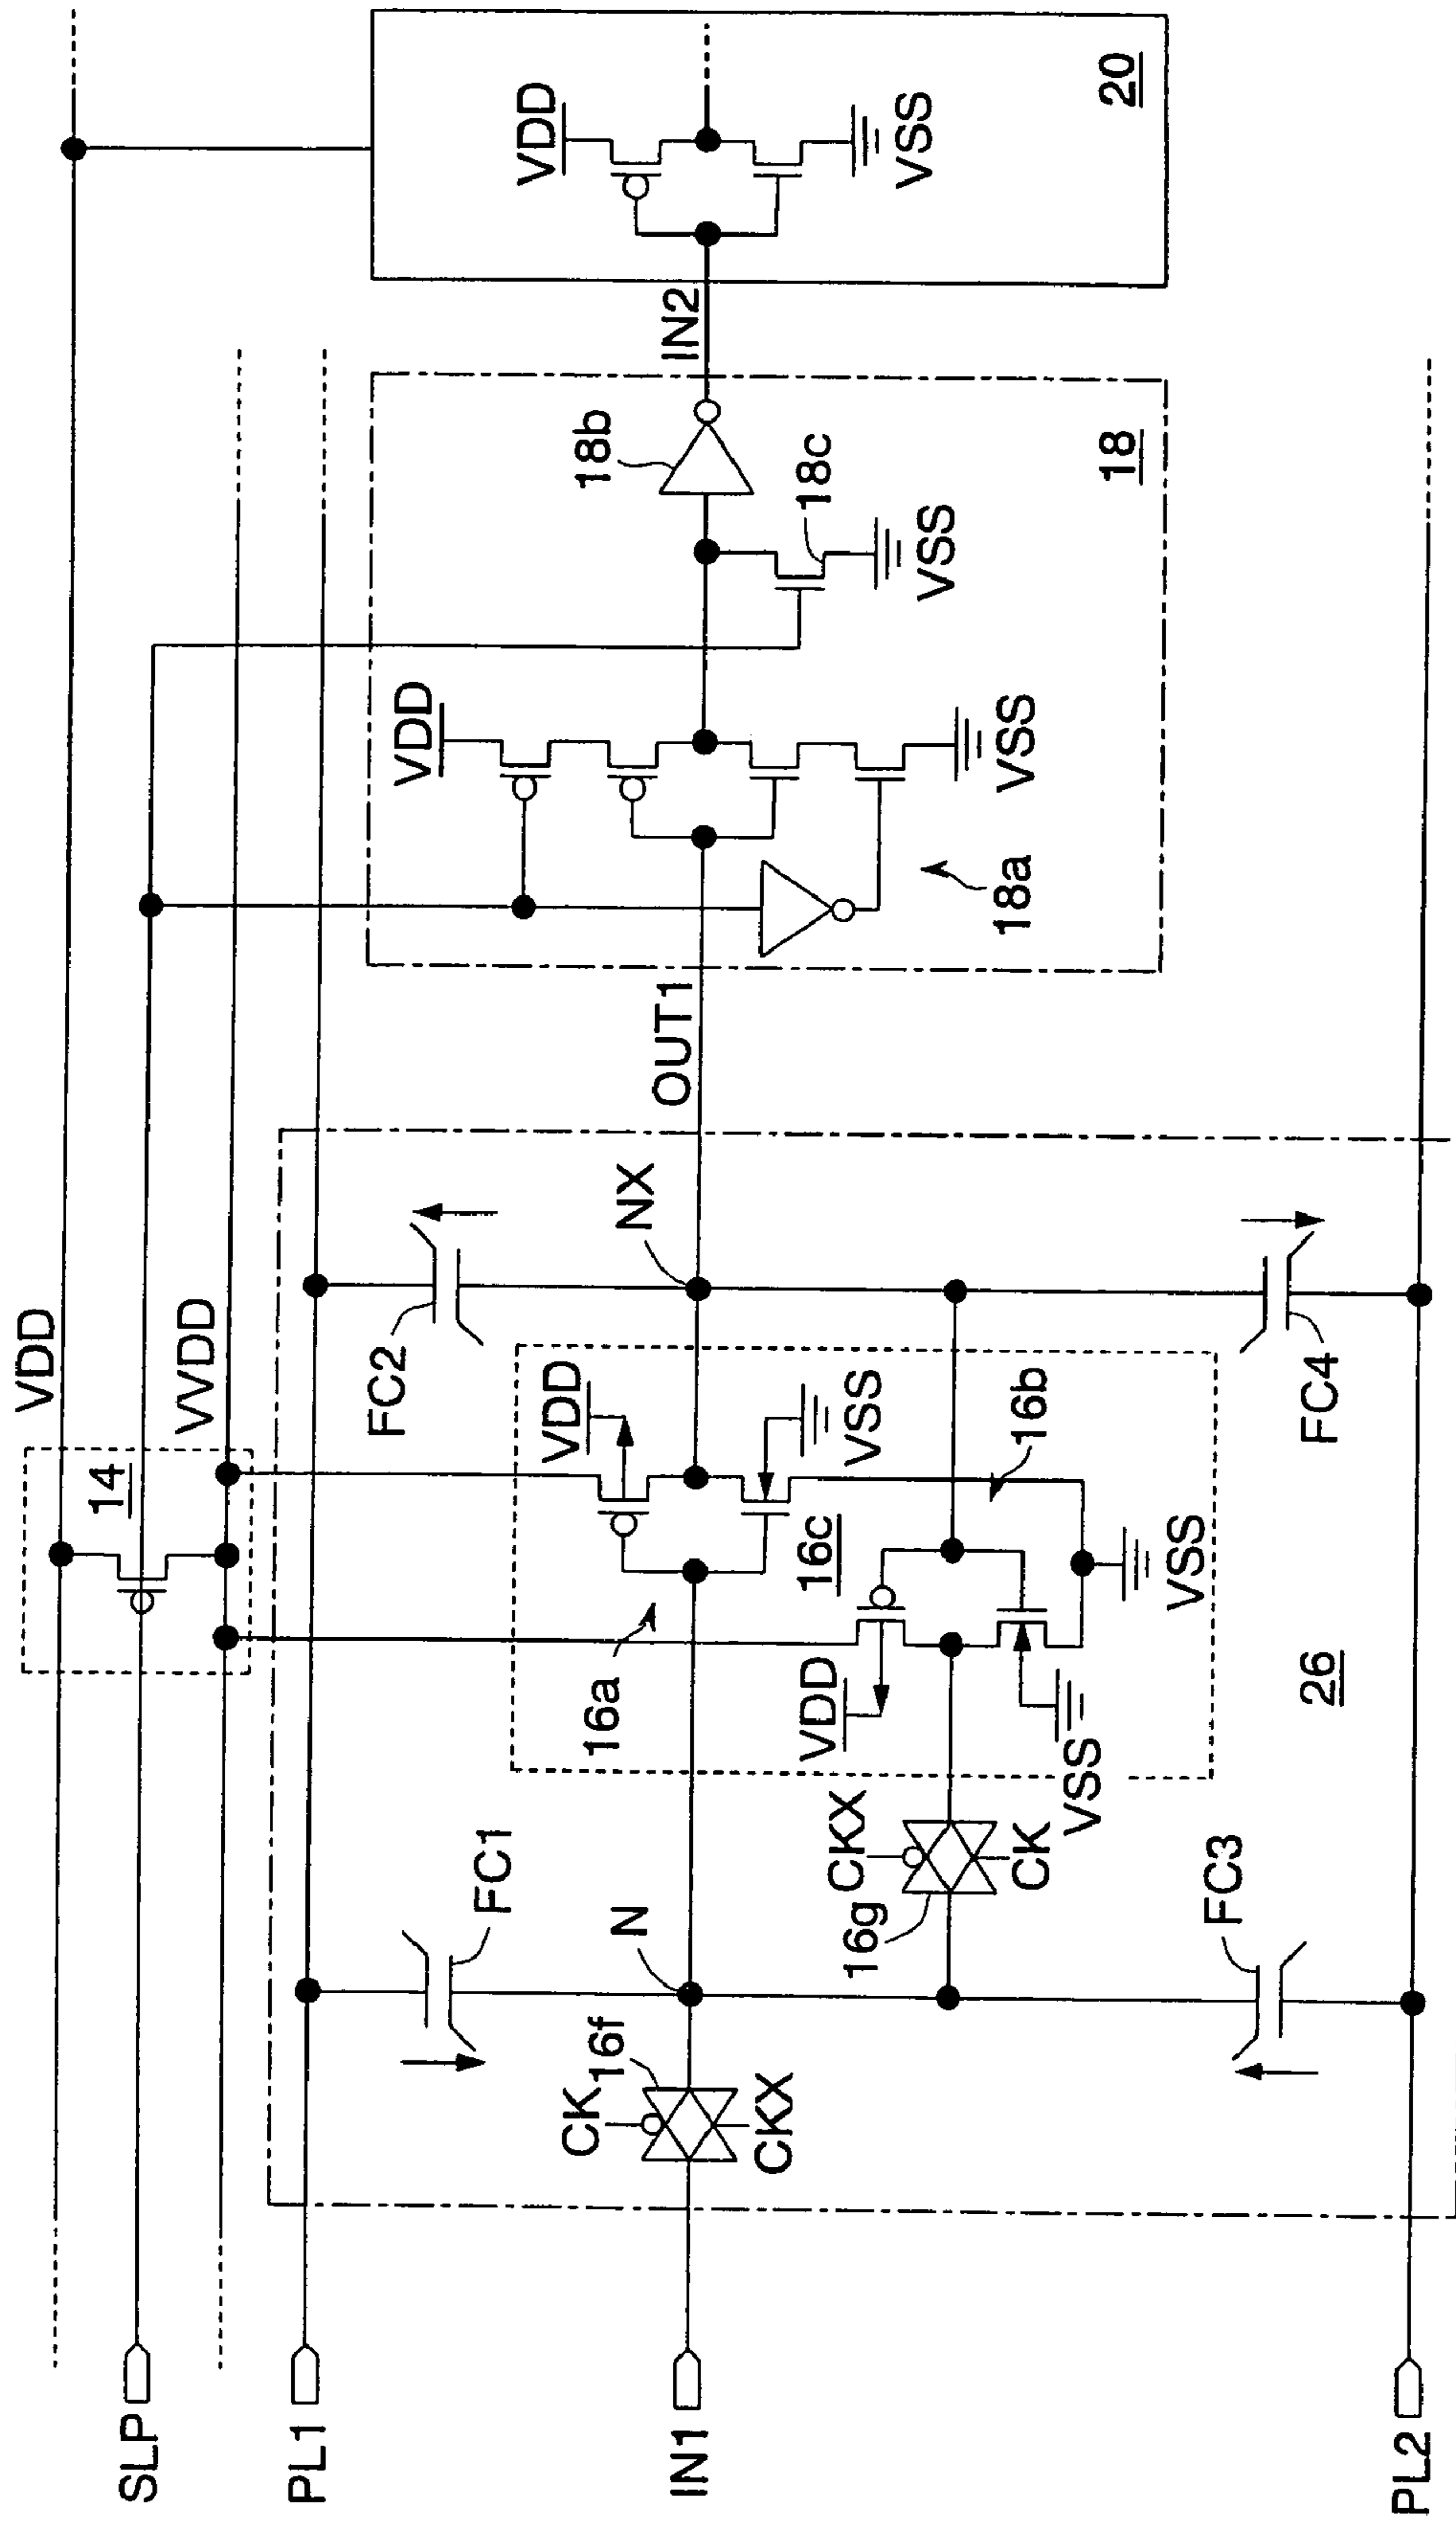 VDD
SLP
14
VVDD
PL1
FC1
FC2
VDD
VDD
20
VSS
IN2
18b
18c
VSS
18
VDD
VSS
18a
OUT1
NX
N
CK
16f
CKX
IN1
16a
VDD
VSS
16c
16b
VDD
VSS
VSS
CKX
16g
CK
FC3
FC4
26
PL2